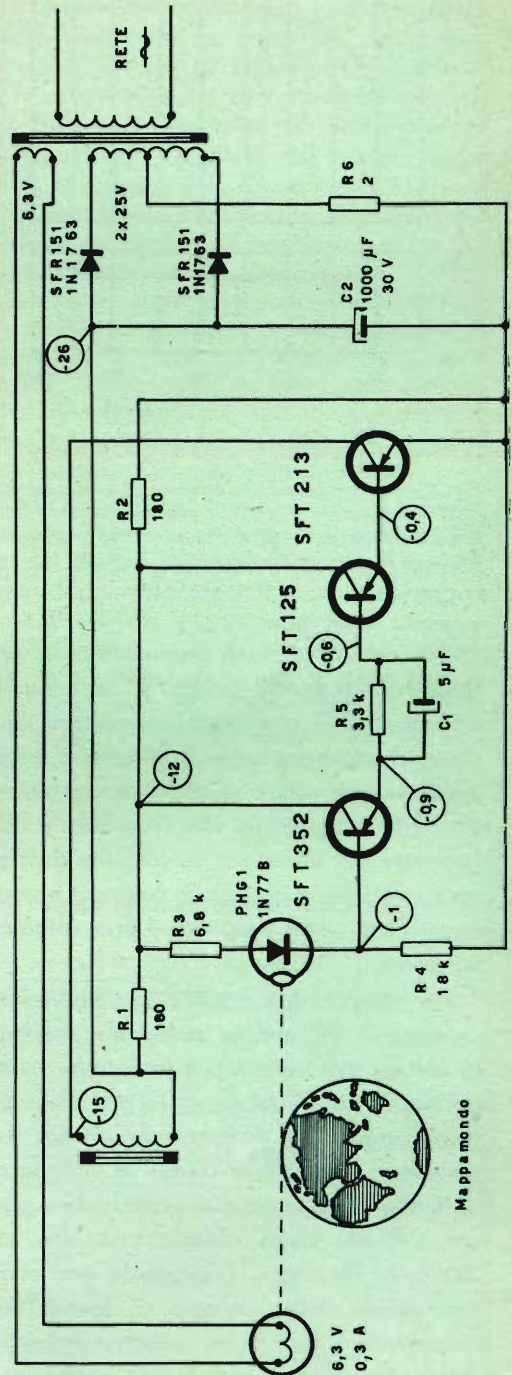 RETE
6,3 V
SFR151
1N1763
2x25V
SFR151
1N1763
R6
2
C2
1000 µF
30 V
-26
R2
180
SFT 213
-0,4
SFT125
-0,6
R5
3,3 k
5 µF
C1
-12
SFT352
-0,9
R3
6,8 k
PHG1
1N77B
-1
R4
18k
R1
180
-15
Mappamondo
6,3 V
0,3 A